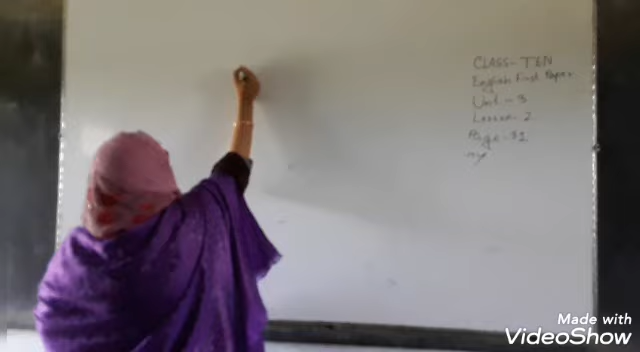 CLASS-TEN
English First Paper
Unit - 3
Lesson - 2
Page - 32
Made with
VideoShow